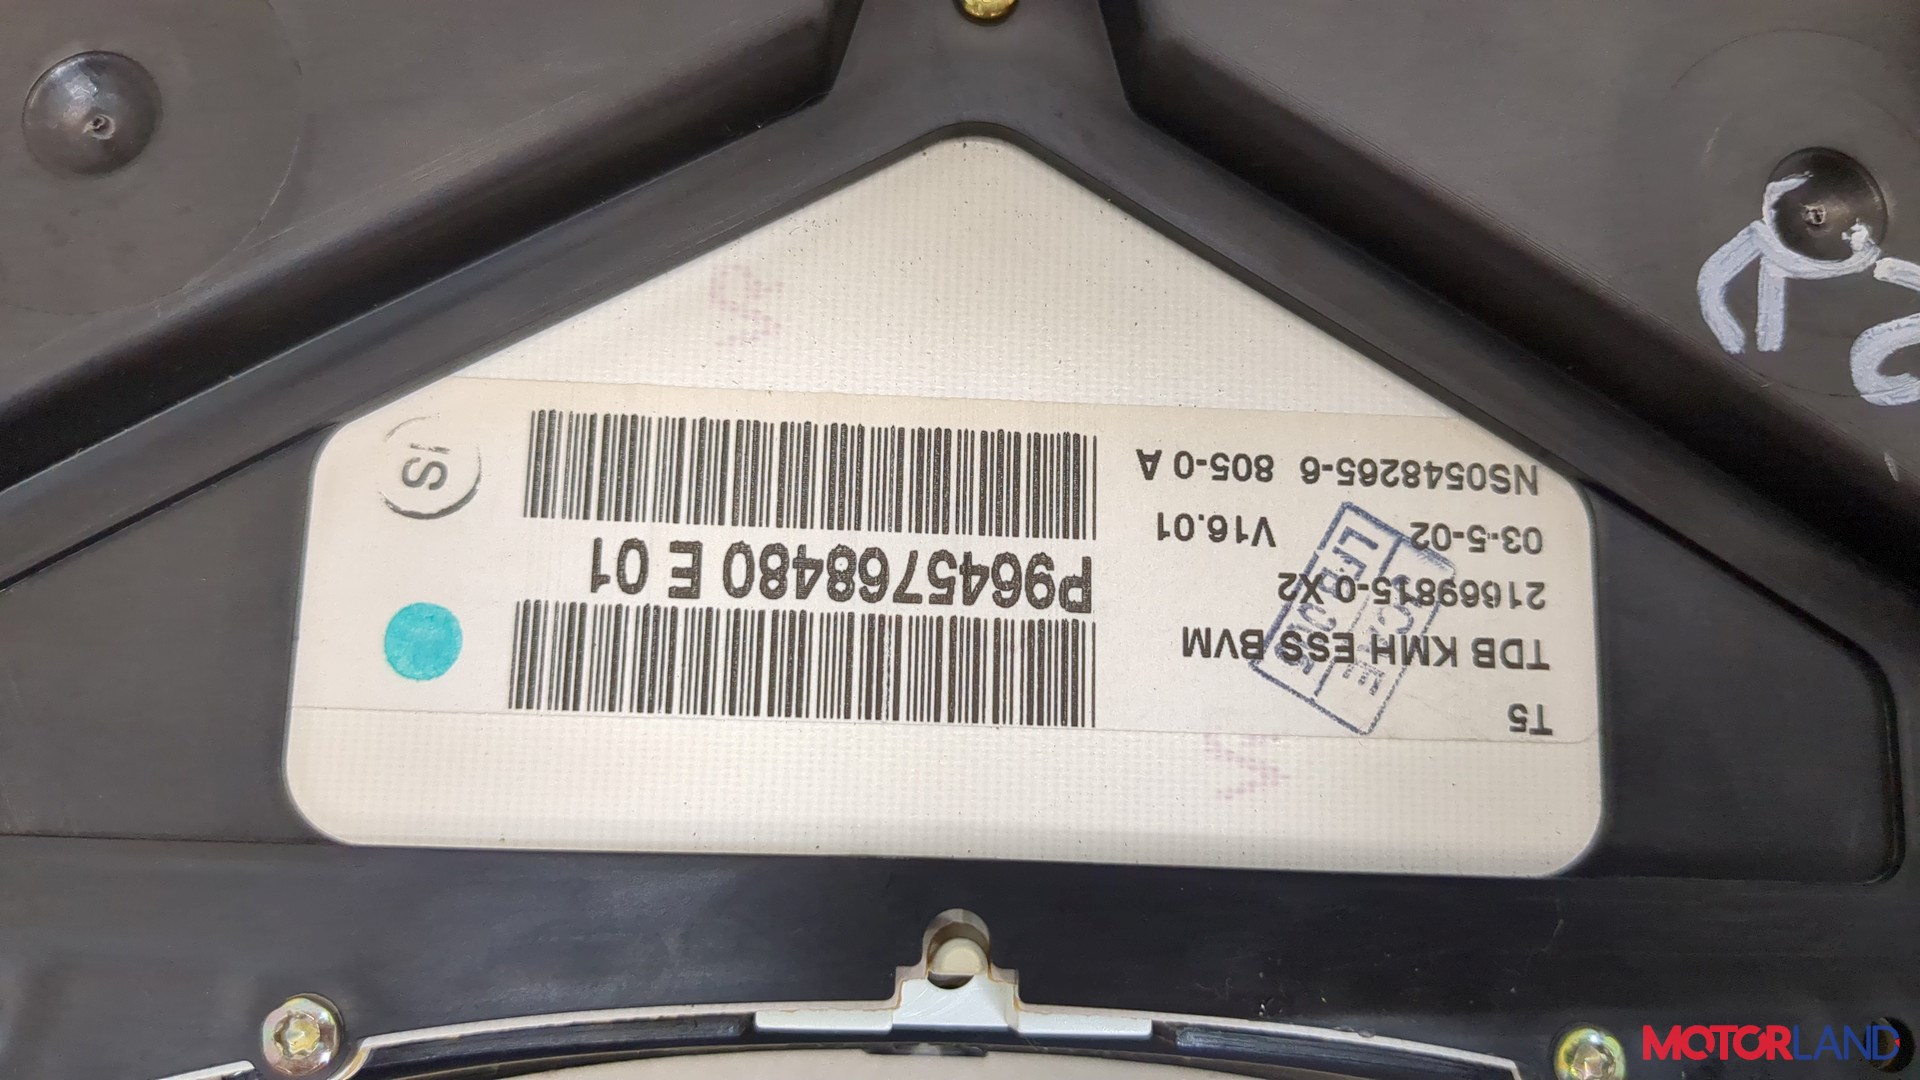 T5
TDB KMH ESS BVM
21669815-0 X2
03-5-02 V16.01
NS0548265-6 805-0 A
P9645768480 E 01
S
MOTORLAND